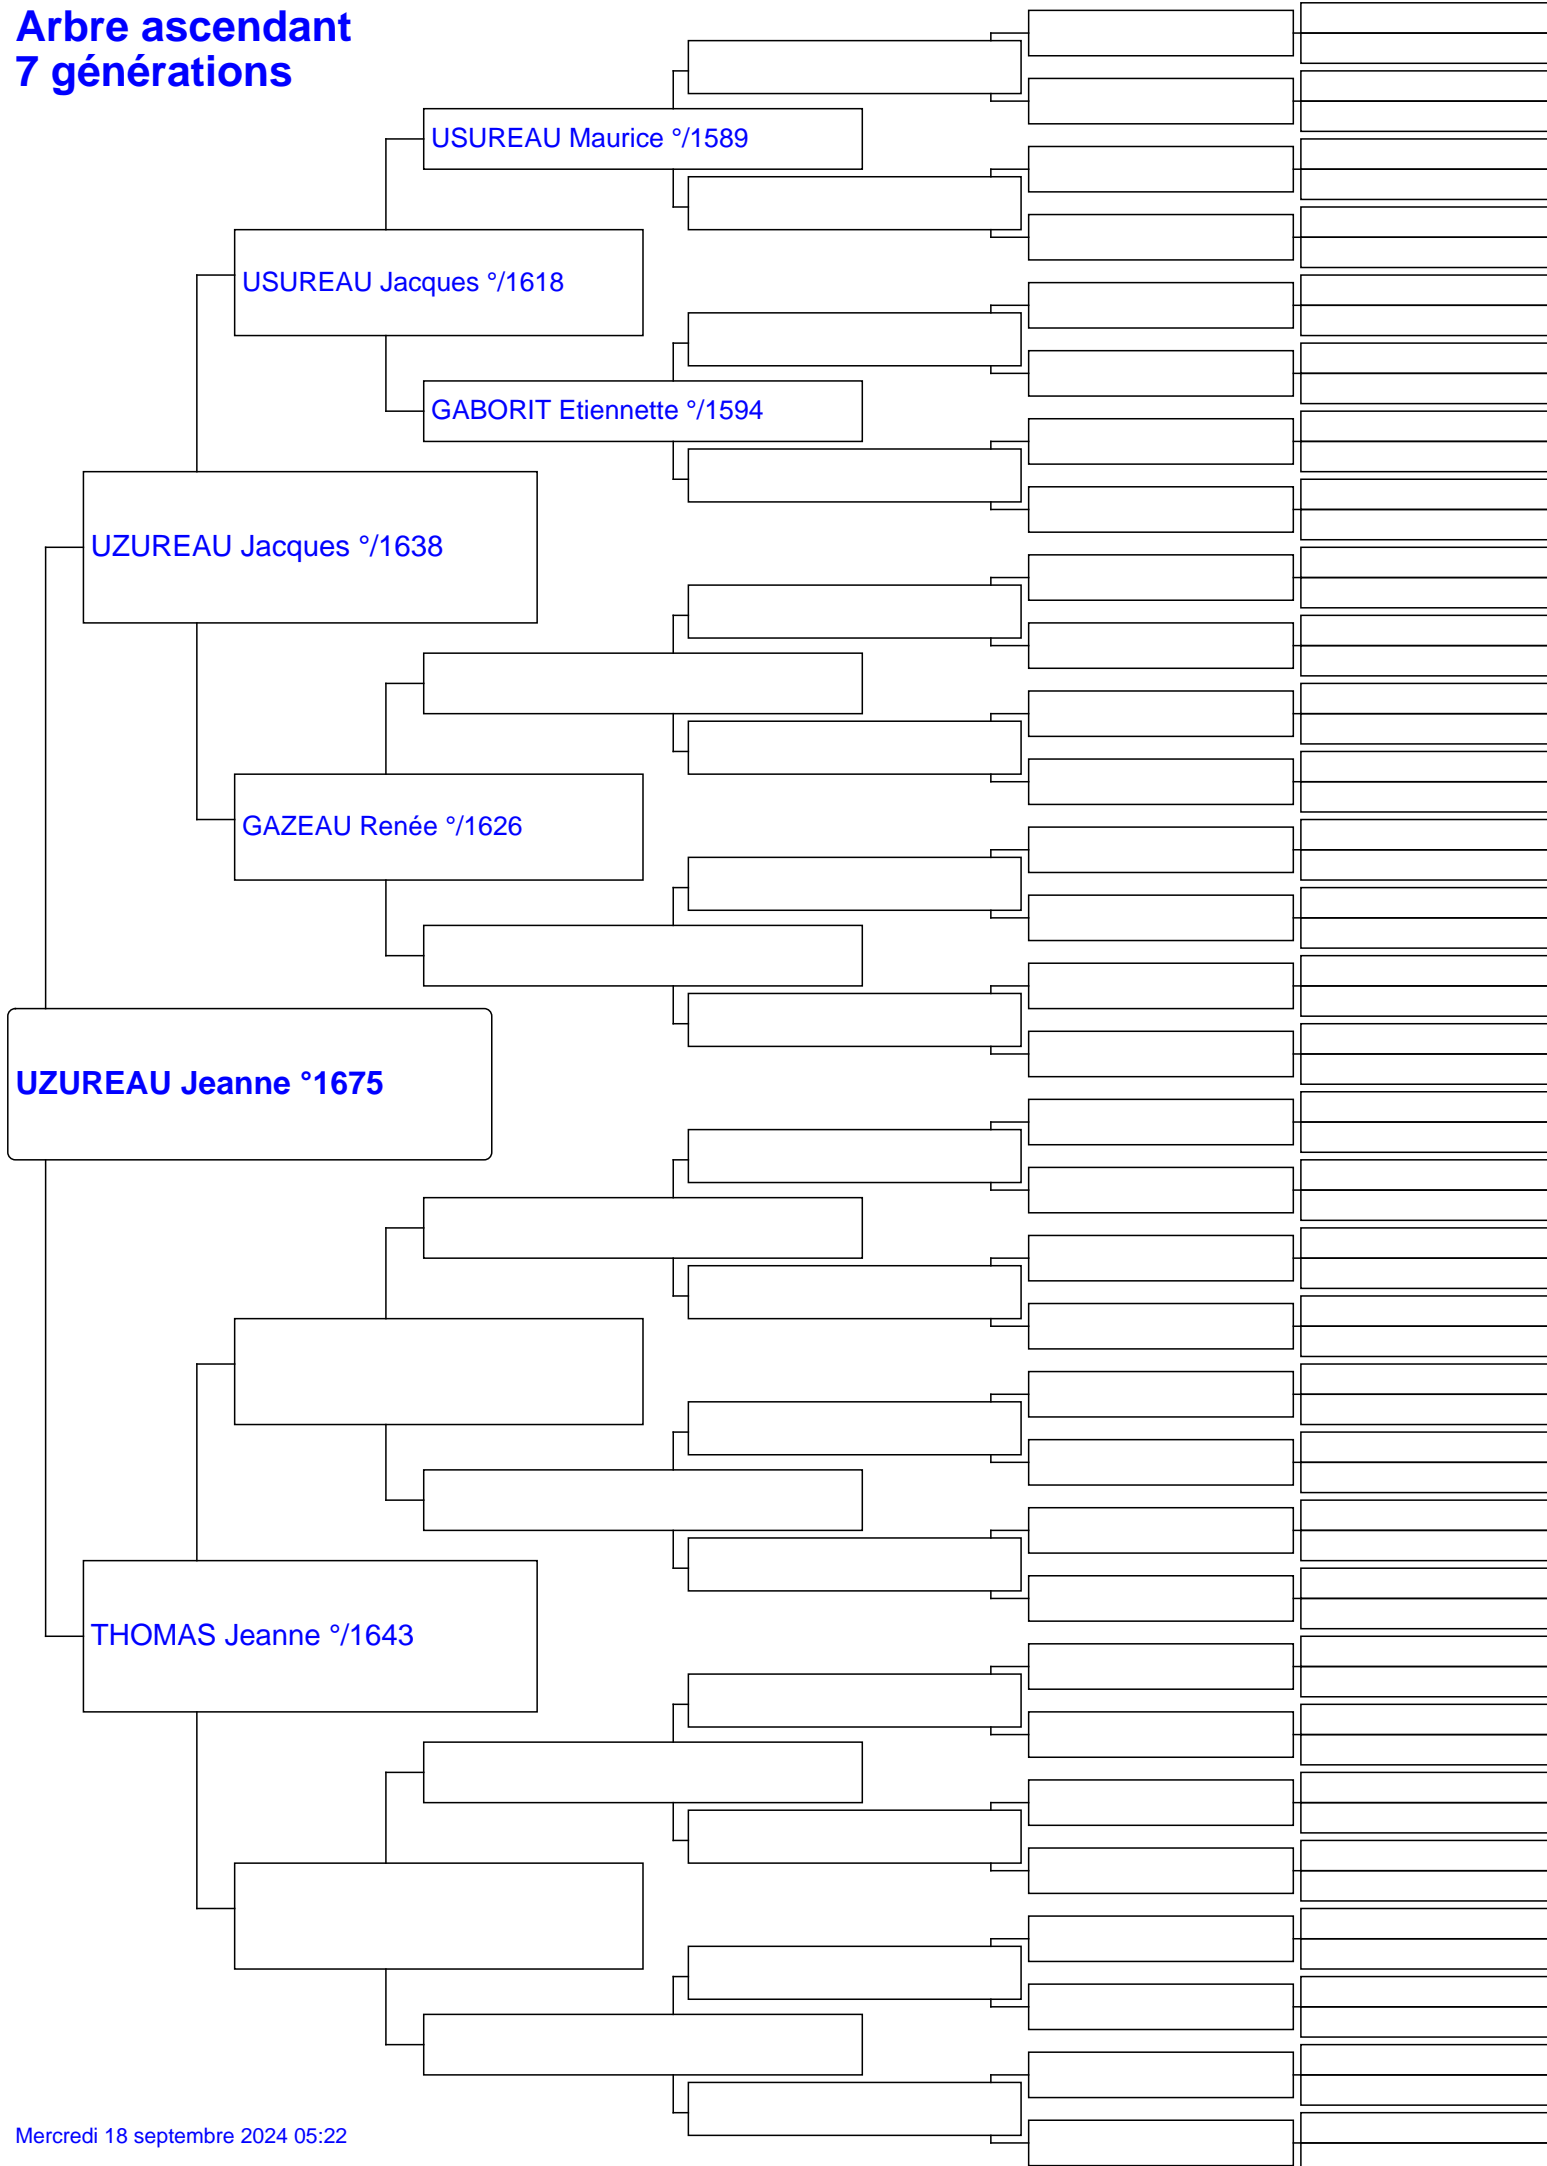 Arbre ascendant
7 générations
USUREAU Maurice °/1589
USUREAU Jacques °/1618
GABORIT Etiennette °/1594
UZUREAU Jacques °/1638
GAZEAU Renée °/1626
UZUREAU Jeanne °1675
THOMAS Jeanne °/1643
Mercredi 18 septembre 2024 05:22